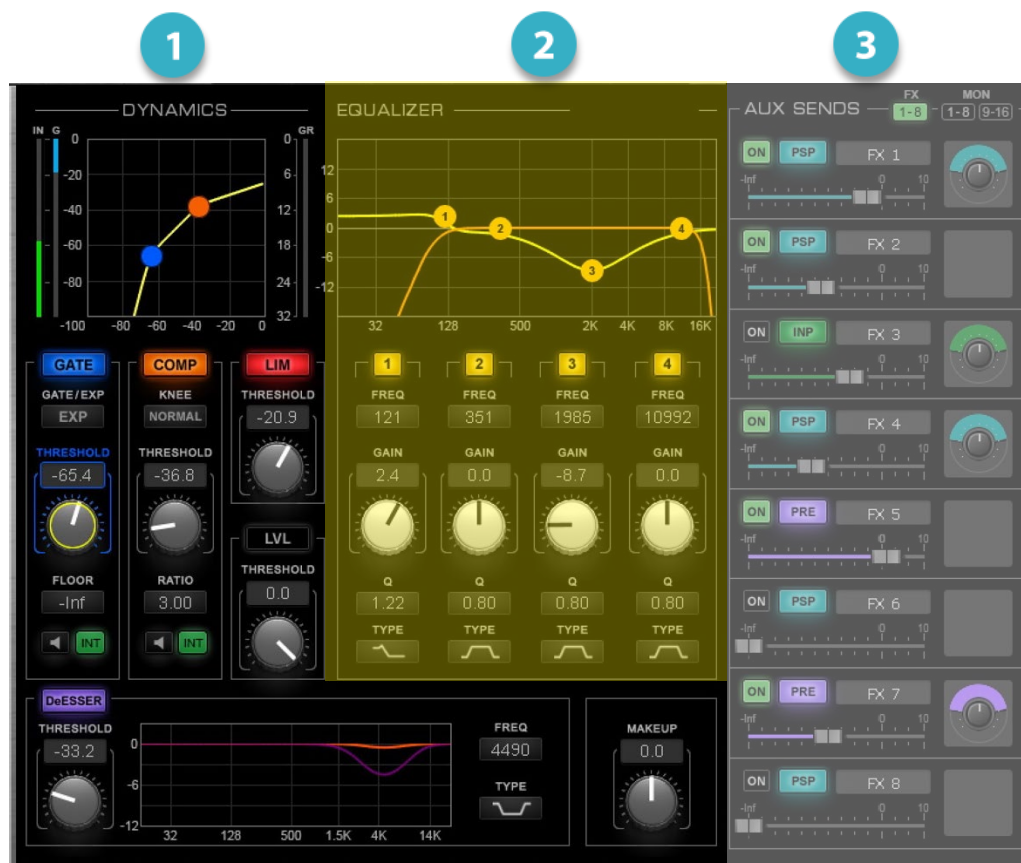 1
2
3
DYNAMICS
IN G
GR
0
-20
-40
-60
-80
0
6
12
18
24
32
-100 -80 -60 -40 -20 0
GATE
GATE/EXP
EXP
THRESHOLD
-65.4
FLOOR
-Inf
INT
COMP
KNEE
NORMAL
THRESHOLD
-36.8
RATIO
3.00
INT
LIM
THRESHOLD
-20.9
LVL
THRESHOLD
0.0
EQUALIZER
12
6
0
-6
-12
1
2
3
4
32 128 500 2K 4K 8K 16K
1 2 3 4
FREQ FREQ FREQ FREQ
121 351 1985 10992
GAIN GAIN GAIN GAIN
2.4 0.0 -8.7 0.0
Q Q Q Q
1.22 0.80 0.80 0.80
TYPE TYPE TYPE TYPE
AUX SENDS
FX
1-8
MON
1-8 9-16
ON PSP FX 1
-Inf 0 10
ON PSP FX 2
-Inf 0 10
ON INP FX 3
-Inf 0 10
ON PSP FX 4
-Inf 0 10
ON PRE FX 5
-Inf 0 10
ON PSP FX 6
-Inf 0 10
ON PRE FX 7
-Inf 0 10
ON PSP FX 8
-Inf 0 10
DeESSER
THRESHOLD
-33.2
0
-6
-12
32 128 500 1.5K 4K 14K
FREQ
4490
TYPE
MAKEUP
0.0